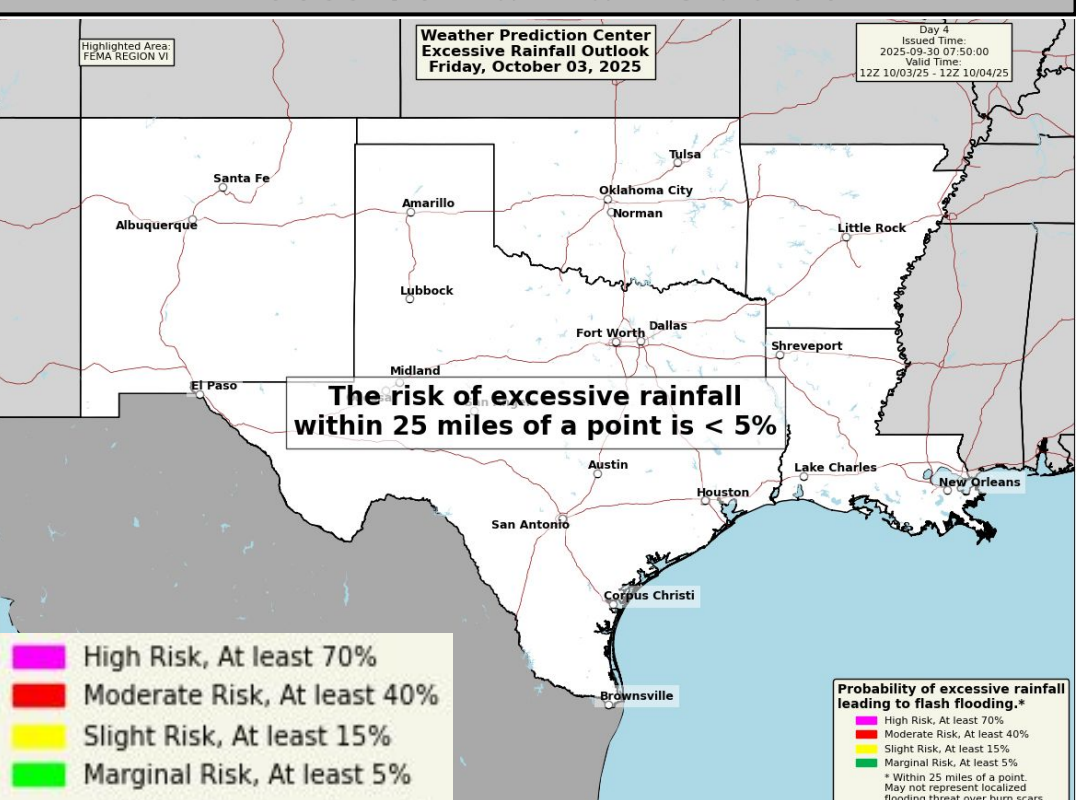 Highlighted Area:
FEMA REGION VI
Weather Prediction Center
Excessive Rainfall Outlook
Friday, October 03, 2025
Day 4
Issued Time:
2025-09-30 07:50:00
Valid Time:
12Z 10/03/25 - 12Z 10/04/25
Tulsa
Santa Fe
Oklahoma City
Amarillo
Norman
Albuquerque
Little Rock
Lubbock
Dallas
Fort Worth
Shreveport
Midland
El Paso
The risk of excessive rainfall
within 25 miles of a point is < 5%
Austin
Lake Charles
New Orleans
Houston
San Antonio
Corpus Christi
Brownsville
High Risk, At least 70%
Moderate Risk, At least 40%
Slight Risk, At least 15%
Marginal Risk, At least 5%
Probability of excessive rainfall
leading to flash flooding.*
High Risk, At least 70%
Moderate Risk, At least 40%
Slight Risk, At least 15%
Marginal Risk, At least 5%
* Within 25 miles of a point.
May not represent localized
flooding threat over burn scars